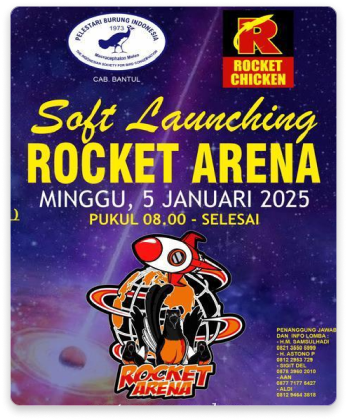 PELESTARI BURUNG INDONESIA
1973
CAB. BANTUL
R
ROCKET
CHICKEN
Soft Launching
ROCKET ARENA
MINGGU, 5 JANUARI 2025
PUKUL 08.00 - SELESAI
ROCKET
ARENA
PENANGGUNG JAWAB
DAN INFO LOMBA :
- H.M. SAMSULHADI
- H. ASTONO P
- SIGIT DEL
-AAN
- ALDI